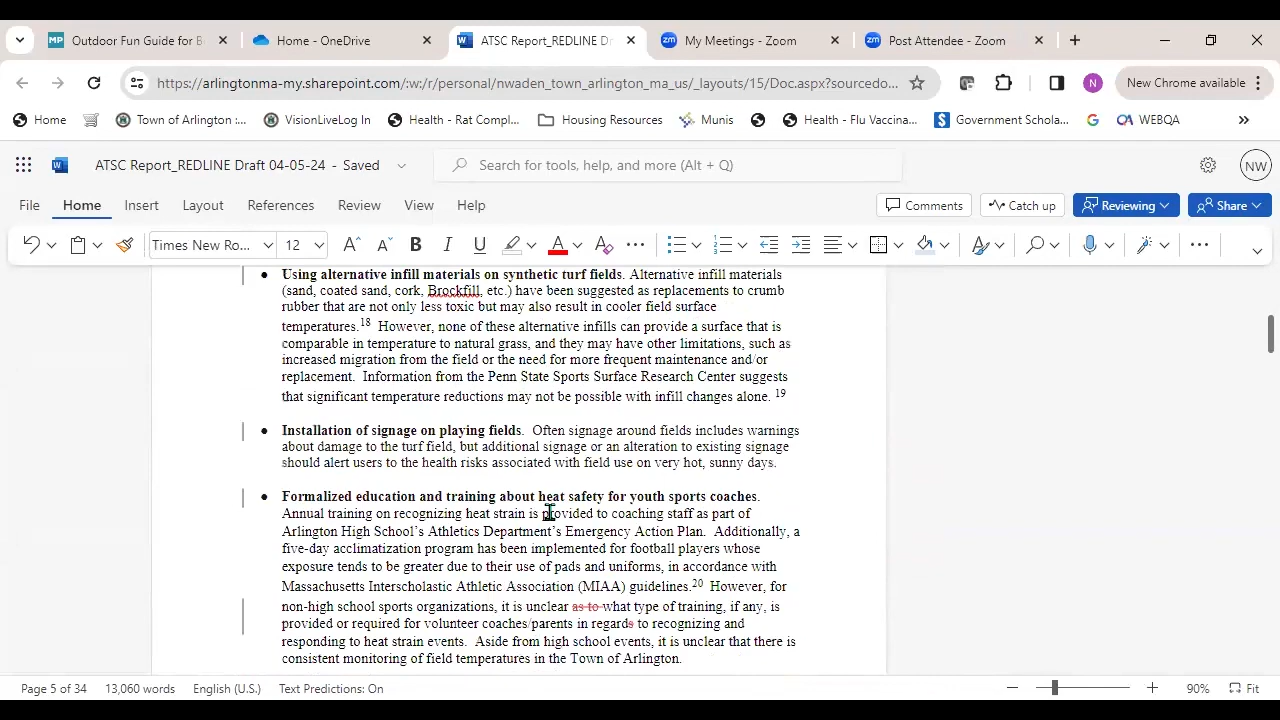 Outdoor Fun Guide for B
Home - OneDrive
ATSC Report_REDLINE Dr
My Meetings - Zoom
Post Attendee - Zoom
https://arlingtonma-my.sharepoint.com/:w:/r/personal/nwaden_town_arlington_ma_us/_layouts/15/Doc.aspx?sourcedo...
N
New Chrome available
Home
Town of Arlington :...
VisionLiveLog In
Health - Rat Compl...
Housing Resources
Munis
Health - Flu Vaccina...
Government Schola...
WEBQA
ATSC Report_REDLINE Draft 04-05-24 - Saved
Search for tools, help, and more (Alt + Q)
NW
File Home Insert Layout References Review View Help
Comments
Catch up
Reviewing
Share
Times New Ro... 12
Using alternative infill materials on synthetic turf fields. Alternative infill materials
(sand, coated sand, cork, Brockfill, etc.) have been suggested as replacements to crumb
rubber that are not only less toxic but may also result in cooler field surface
temperatures.18 However, none of these alternative infills can provide a surface that is
comparable in temperature to natural grass, and they may have other limitations, such as
increased migration from the field or the need for more frequent maintenance and/or
replacement. Information from the Penn State Sports Surface Research Center suggests
that significant temperature reductions may not be possible with infill changes alone. 19
Installation of signage on playing fields. Often signage around fields includes warnings
about damage to the turf field, but additional signage or an alteration to existing signage
should alert users to the health risks associated with field use on very hot, sunny days.
Formalized education and training about heat safety for youth sports coaches.
Annual training on recognizing heat strain is provided to coaching staff as part of
Arlington High School's Athletics Department's Emergency Action Plan. Additionally, a
five-day acclimatization program has been implemented for football players whose
exposure tends to be greater due to their use of pads and uniforms, in accordance with
Massachusetts Interscholastic Athletic Association (MIAA) guidelines.20 However, for
non-high school sports organizations, it is unclear as to what type of training, if any, is
provided or required for volunteer coaches/parents in regards to recognizing and
responding to heat strain events. Aside from high school events, it is unclear that there is
consistent monitoring of field temperatures in the Town of Arlington.
Page 5 of 34
13,060 words
English (U.S.)
Text Predictions: On
90%
Fit